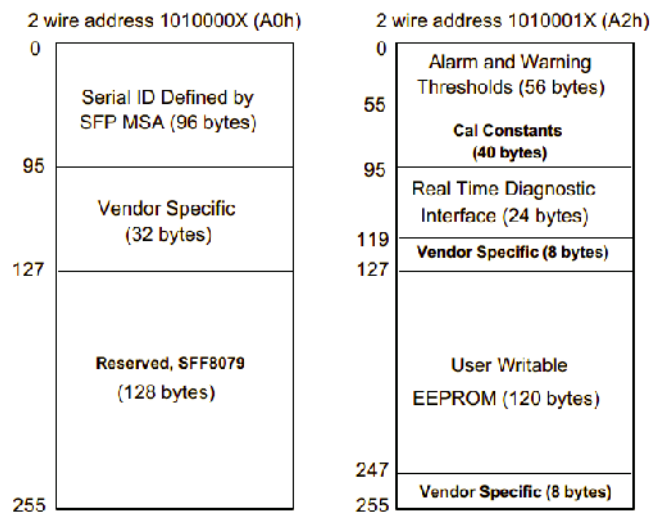 2 wire address 1010000X (A0h)
0
Serial ID Defined by
SFP MSA (96 bytes)
95
Vendor Specific
(32 bytes)
127
Reserved, SFF8079
(128 bytes)
255
2 wire address 1010001X (A2h)
0
Alarm and Warning
Thresholds (56 bytes)
55
Cal Constants
(40 bytes)
95
Real Time Diagnostic
Interface (24 bytes)
119
Vendor Specific (8 bytes)
127
User Writable
EEPROM (120 bytes)
247
Vendor Specific (8 bytes)
255